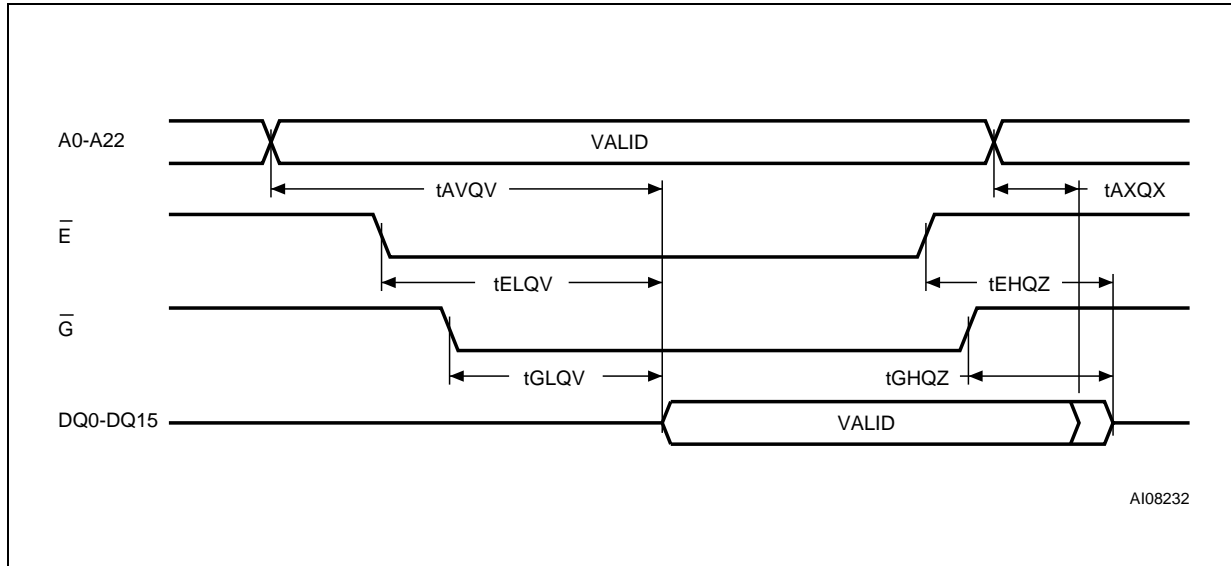 A0-A22
VALID
tAVQV
tAXQX
E̅
tELQV
tEHQZ
G̅
tGLQV
tGHQZ
DQ0-DQ15
VALID
AI08232